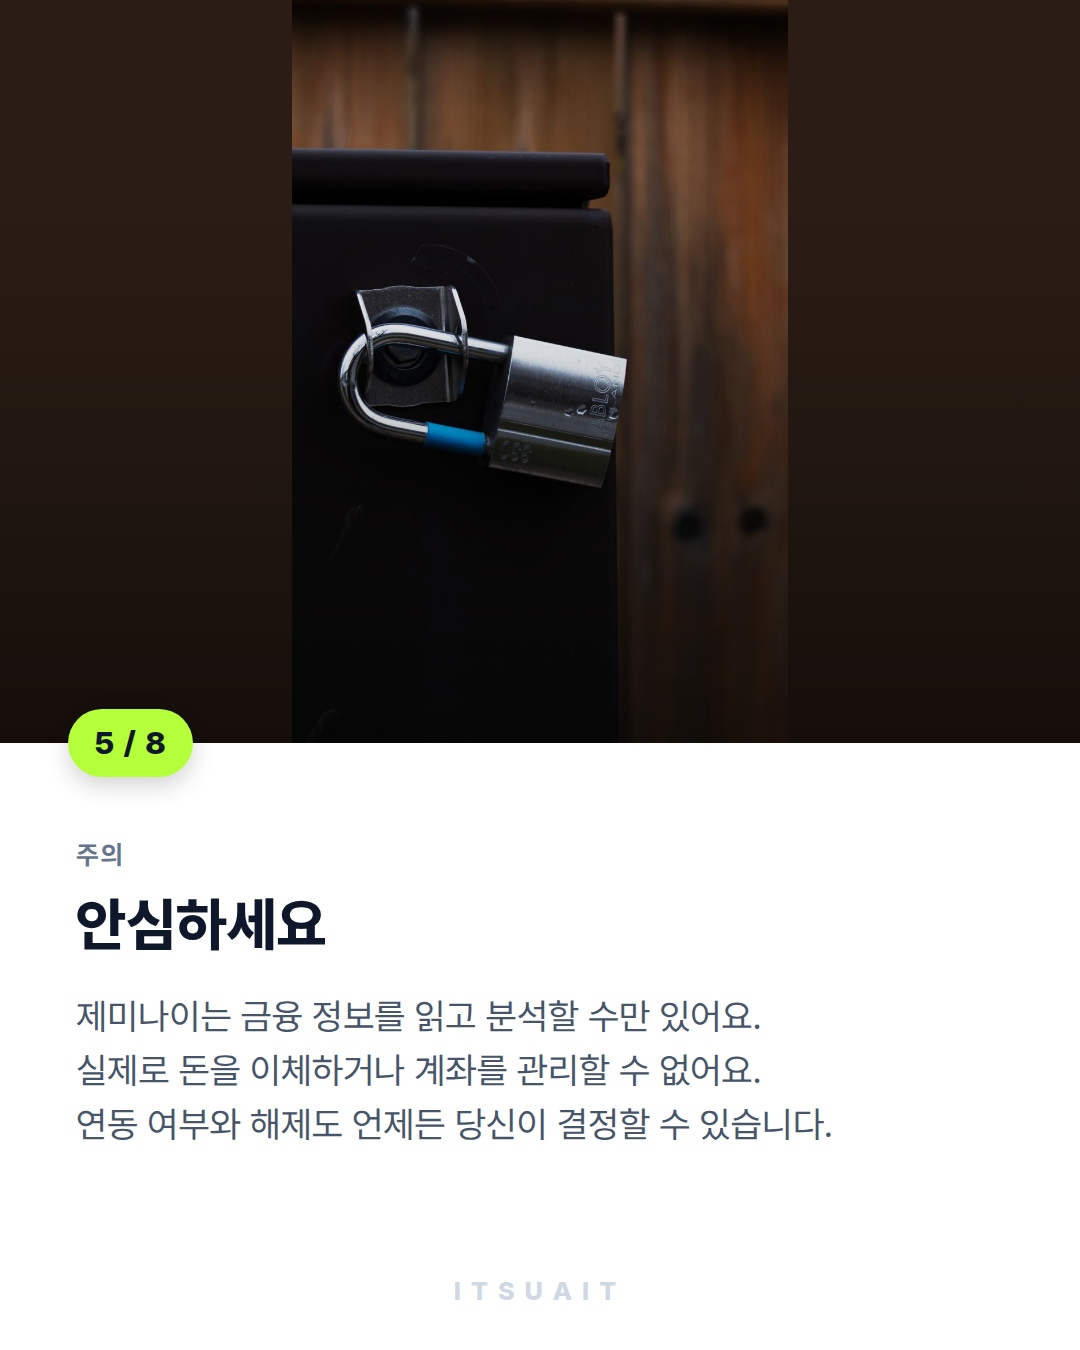 5 / 8
주의
안심하세요
제미나이는 금융 정보를 읽고 분석할 수만 있어요.
실제로 돈을 이체하거나 계좌를 관리할 수 없어요.
연동 여부와 해제도 언제든 당신이 결정할 수 있습니다.
ITSUAIT